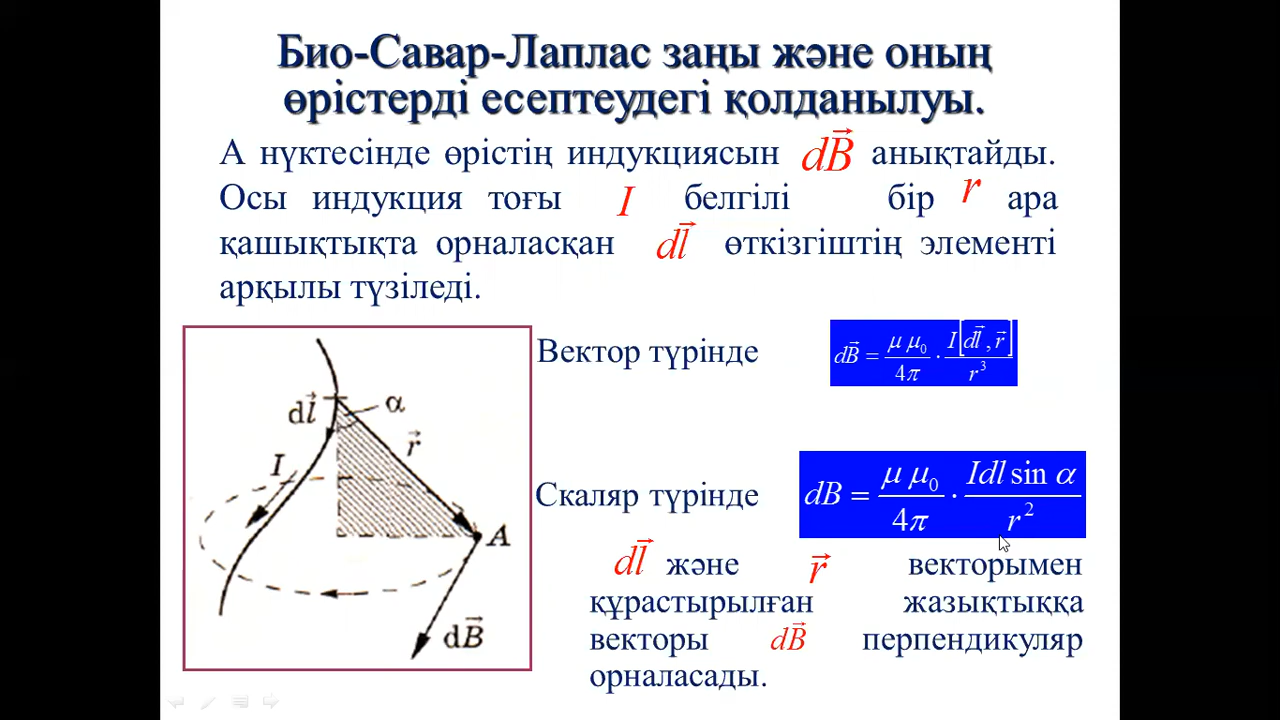 Био-Савар-Лаплас заңы және оның
өрістерді есептеудегі қолданылуы.
А нүктесінде өрістің индукциясын dB⃗ анықтайды.
Осы индукция тоғы I белгілі бір r ара
қашықтықта орналасқан dl⃗ өткізгіштің элементі
арқылы түзіледі.
Вектор түрінде dB⃗ = μ μ₀ / 4π · I[dl⃗, r⃗] / r³
dl⃗ α
r⃗
I
A
dB⃗
Скаляр түрінде dB = μ μ₀ / 4π · Idl sin α / r²
dl⃗ және r⃗ векторымен
құрастырылған жазықтыққа
векторы dB⃗ перпендикуляр
орналасады.